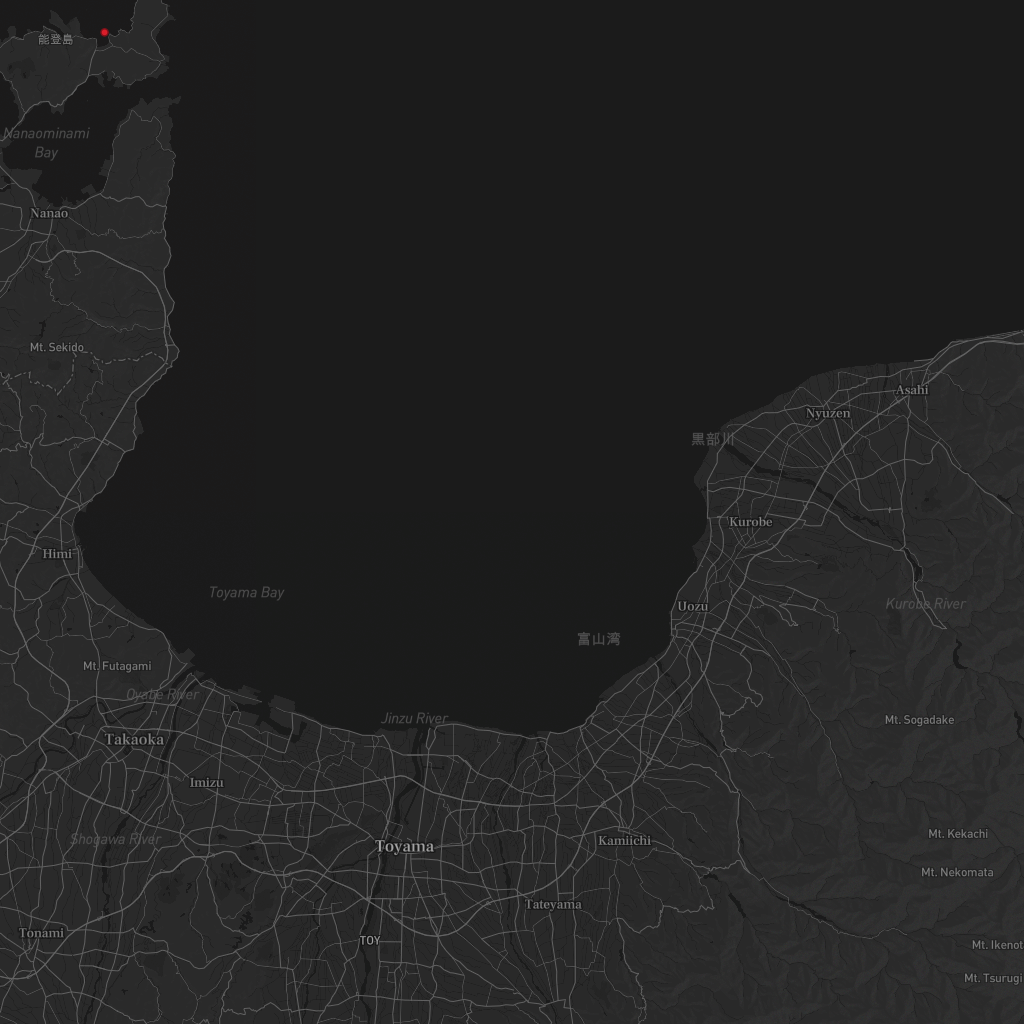 能登島
Nanaominami
Bay
Nanao
Mt. Sekido
Asahi
Nyuzen
黒部川
Kurobe
Himi
Toyama Bay
Kurobe River
Uozu
富山湾
Mt. Futagami
Oyabe River
Jinzu River
Mt. Sogadake
Takaoka
Imizu
Shogawa River
Mt. Kekachi
Toyama
Kamiichi
Mt. Nekomata
Tateyama
Tonami
TOY
Mt. Ikenot
Mt. Tsurugi